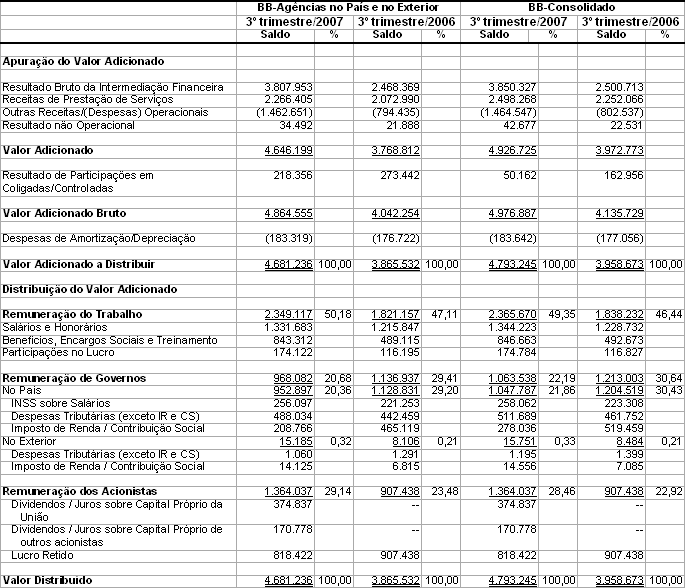 BB-Agências no País e no Exterior BB-Consolidado
3º trimestre/2007 3º trimestre/2006 3º trimestre/2007 3º trimestre/2006
Saldo % Saldo % Saldo % Saldo %
Apuração do Valor Adicionado
Resultado Bruto da Intermediação Financeira 3.807.953 2.468.369 3.850.327 2.500.713
Receitas de Prestação de Serviços 2.266.405 2.072.990 2.498.268 2.252.066
Outras Receitas/(Despesas) Operacionais (1.462.651) (794.435) (1.464.547) (802.537)
Resultado não Operacional 34.492 21.888 42.677 22.531
Valor Adicionado 4.646.199 3.768.812 4.926.725 3.972.773
Resultado de Participações em 218.356 273.442 50.162 162.956
Coligadas/Controladas
Valor Adicionado Bruto 4.864.555 4.042.254 4.976.887 4.135.729
Despesas de Amortização/Depreciação (183.319) (176.722) (183.642) (177.056)
Valor Adicionado a Distribuir 4.681.236 100,00 3.865.532 100,00 4.793.245 100,00 3.958.673 100,00
Distribuição do Valor Adicionado
Remuneração do Trabalho 2.349.117 50,18 1.821.157 47,11 2.365.670 49,35 1.838.232 46,44
Salários e Honorários 1.331.683 1.215.847 1.344.223 1.228.732
Benefícios, Encargos Sociais e Treinamento 843.312 489.115 846.663 492.673
Participações no Lucro 174.122 116.195 174.784 116.827
Remuneração de Governos 968.082 20,68 1.136.937 29,41 1.063.538 22,19 1.213.003 30,64
No País 952.897 20,36 1.128.831 29,20 1.047.787 21,86 1.204.519 30,43
INSS sobre Salários 256.097 221.253 258.062 223.308
Despesas Tributárias (exceto IR e CS) 488.034 442.459 511.689 461.752
Imposto de Renda / Contribuição Social 208.766 465.119 278.036 519.459
No Exterior 15.185 0,32 8.106 0,21 15.751 0,33 8.484 0,21
Despesas Tributárias (exceto IR e CS) 1.060 1.291 1.195 1.399
Imposto de Renda / Contribuição Social 14.125 6.815 14.556 7.085
Remuneração dos Acionistas 1.364.037 29,14 907.438 23,48 1.364.037 28,46 907.438 22,92
Dividendos / Juros sobre Capital Próprio da 374.837 -- 374.837 --
União
Dividendos / Juros sobre Capital Próprio de 170.778 -- 170.778 --
outros acionistas
Lucro Retido 818.422 907.438 818.422 907.438
Valor Distribuído 4.681.236 100,00 3.865.532 100,00 4.793.245 100,00 3.958.673 100,00